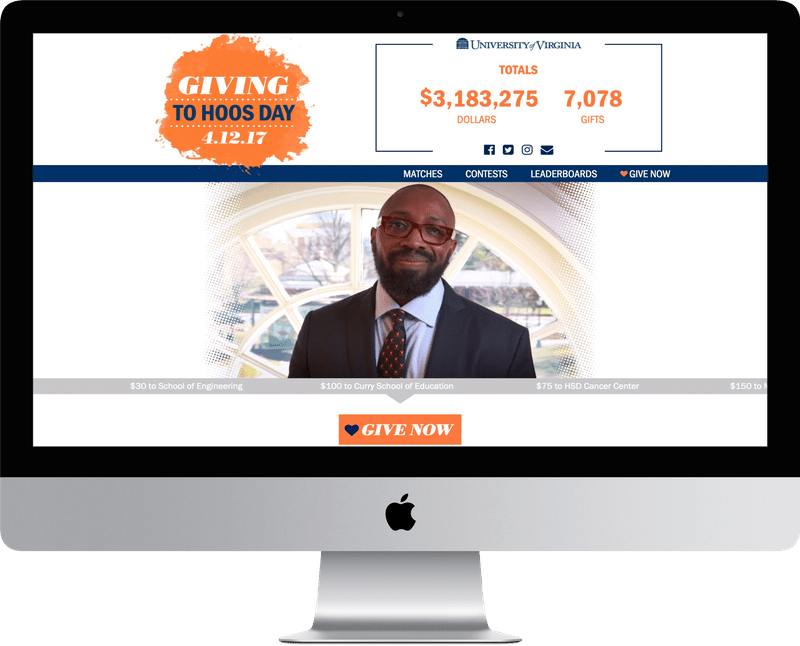 GIVING
TO HOOS DAY
4.12.17
UNIVERSITY of VIRGINIA
TOTALS
$3,183,275 7,078
DOLLARS GIFTS
MATCHES CONTESTS LEADERBOARDS GIVE NOW
$30 to School of Engineering $100 to Curry School of Education $75 to HSD Cancer Center $150 to
GIVE NOW